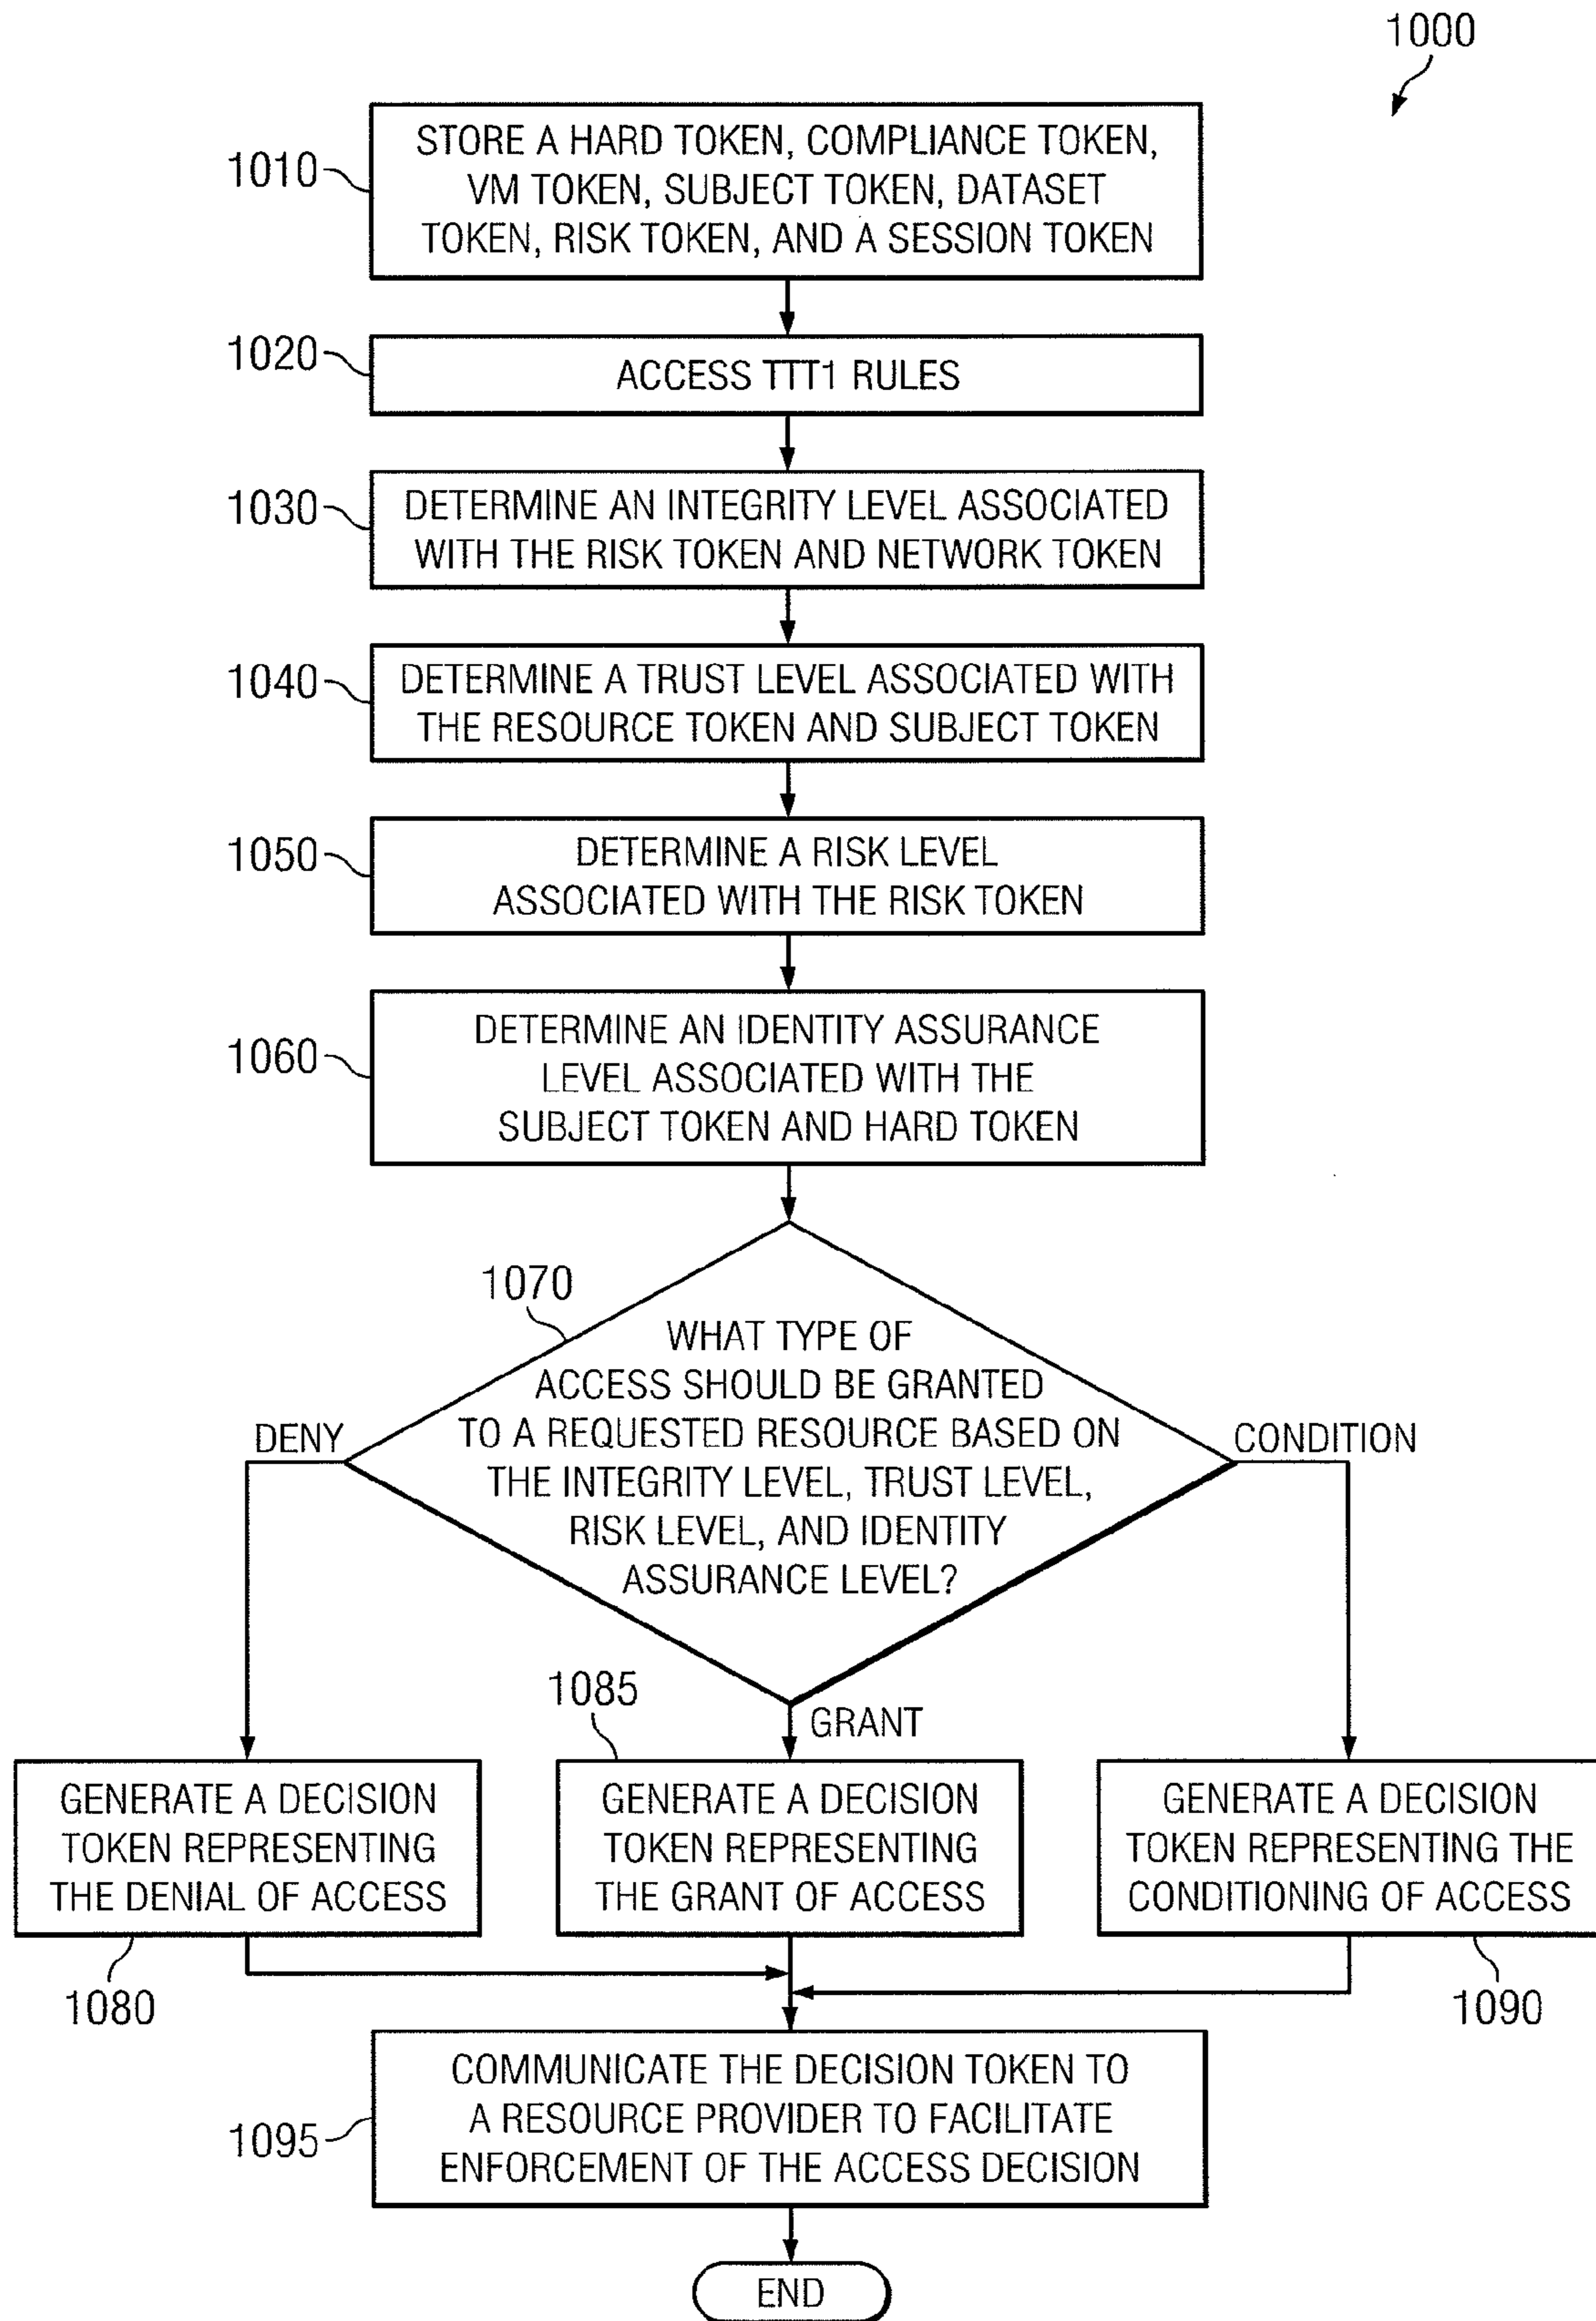 1000
1010
STORE A HARD TOKEN, COMPLIANCE TOKEN,
VM TOKEN, SUBJECT TOKEN, DATASET
TOKEN, RISK TOKEN, AND A SESSION TOKEN
1020
ACCESS TTT1 RULES
1030
DETERMINE AN INTEGRITY LEVEL ASSOCIATED
WITH THE RISK TOKEN AND NETWORK TOKEN
1040
DETERMINE A TRUST LEVEL ASSOCIATED WITH
THE RESOURCE TOKEN AND SUBJECT TOKEN
1050
DETERMINE A RISK LEVEL
ASSOCIATED WITH THE RISK TOKEN
1060
DETERMINE AN IDENTITY ASSURANCE
LEVEL ASSOCIATED WITH THE
SUBJECT TOKEN AND HARD TOKEN
1070
WHAT TYPE OF
ACCESS SHOULD BE GRANTED
TO A REQUESTED RESOURCE BASED ON
THE INTEGRITY LEVEL, TRUST LEVEL,
RISK LEVEL, AND IDENTITY
ASSURANCE LEVEL?
DENY
CONDITION
GRANT
1085
GENERATE A DECISION
TOKEN REPRESENTING
THE DENIAL OF ACCESS
1080
GENERATE A DECISION
TOKEN REPRESENTING
THE GRANT OF ACCESS
GENERATE A DECISION
TOKEN REPRESENTING THE
CONDITIONING OF ACCESS
1090
1095
COMMUNICATE THE DECISION TOKEN TO
A RESOURCE PROVIDER TO FACILITATE
ENFORCEMENT OF THE ACCESS DECISION
END